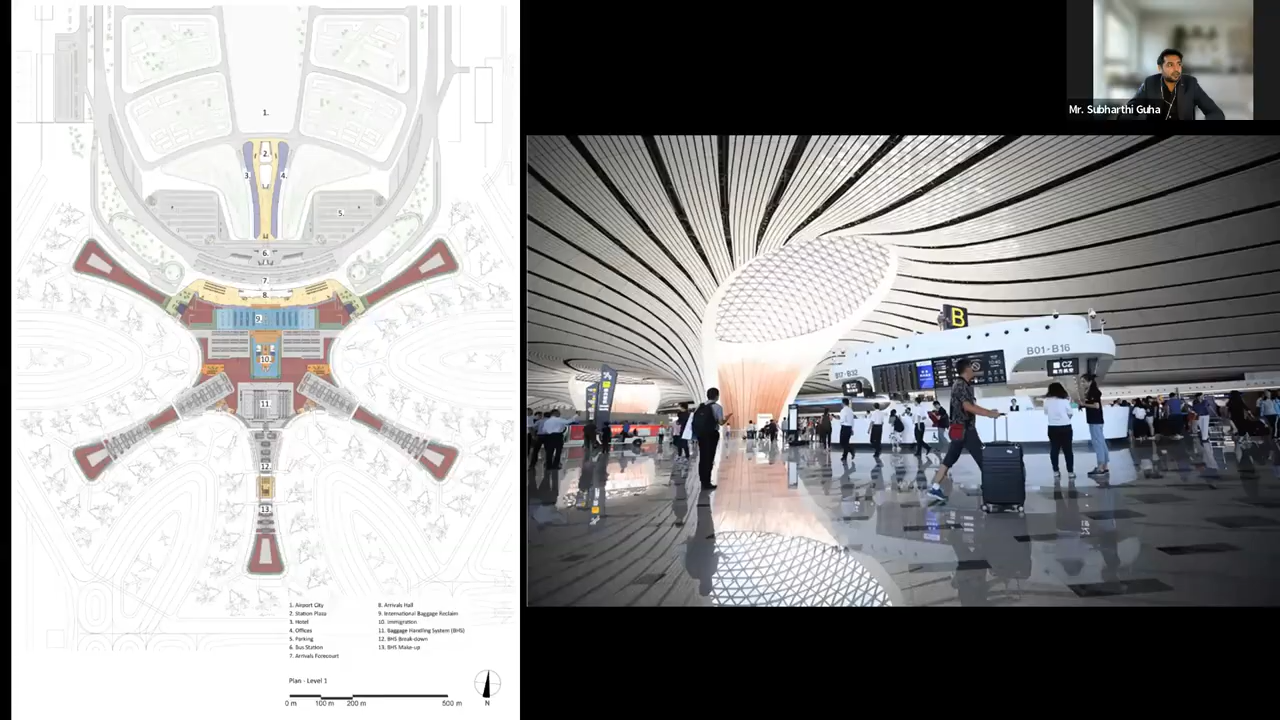 1.
2.
3.
4.
5.
6.
7.
8.
9.
10.
11.
12.
13.
1. Airport City
2. Station Plaza
3. Hotel
4. Offices
5. Parking
6. Bus Station
7. Arrivals Forecourt
8. Arrivals Hall
9. International Baggage Reclaim
10. Immigration
11. Baggage Handling System (BHS)
12. BHS Break-down
13. BHS Make-up
Plan - Level 1
0 m 100 m 200 m 500 m
N
Mr. Subharthi Guha
B
B01-B16
B17-B32
CZ